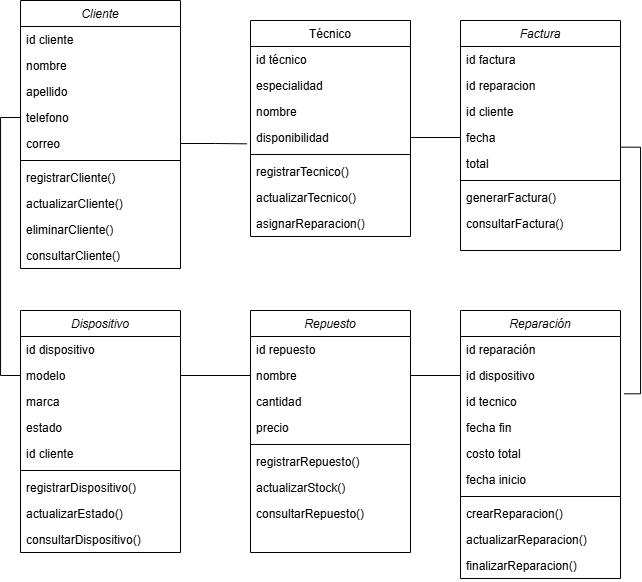 Cliente
id cliente
nombre
apellido
telefono
correo
registrarCliente()
actualizarCliente()
eliminarCliente()
consultarCliente()
Técnico
id técnico
especialidad
nombre
disponibilidad
registrarTecnico()
actualizarTecnico()
asignarReparacion()
Factura
id factura
id reparacion
id cliente
fecha
total
generarFactura()
consultarFactura()
Dispositivo
id dispositivo
modelo
marca
estado
id cliente
registrarDispositivo()
actualizarEstado()
consultarDispositivo()
Repuesto
id repuesto
nombre
cantidad
precio
registrarRepuesto()
actualizarStock()
consultarRepuesto()
Reparación
id reparación
id dispositivo
id tecnico
fecha fin
costo total
fecha inicio
crearReparacion()
actualizarReparacion()
finalizarReparacion()